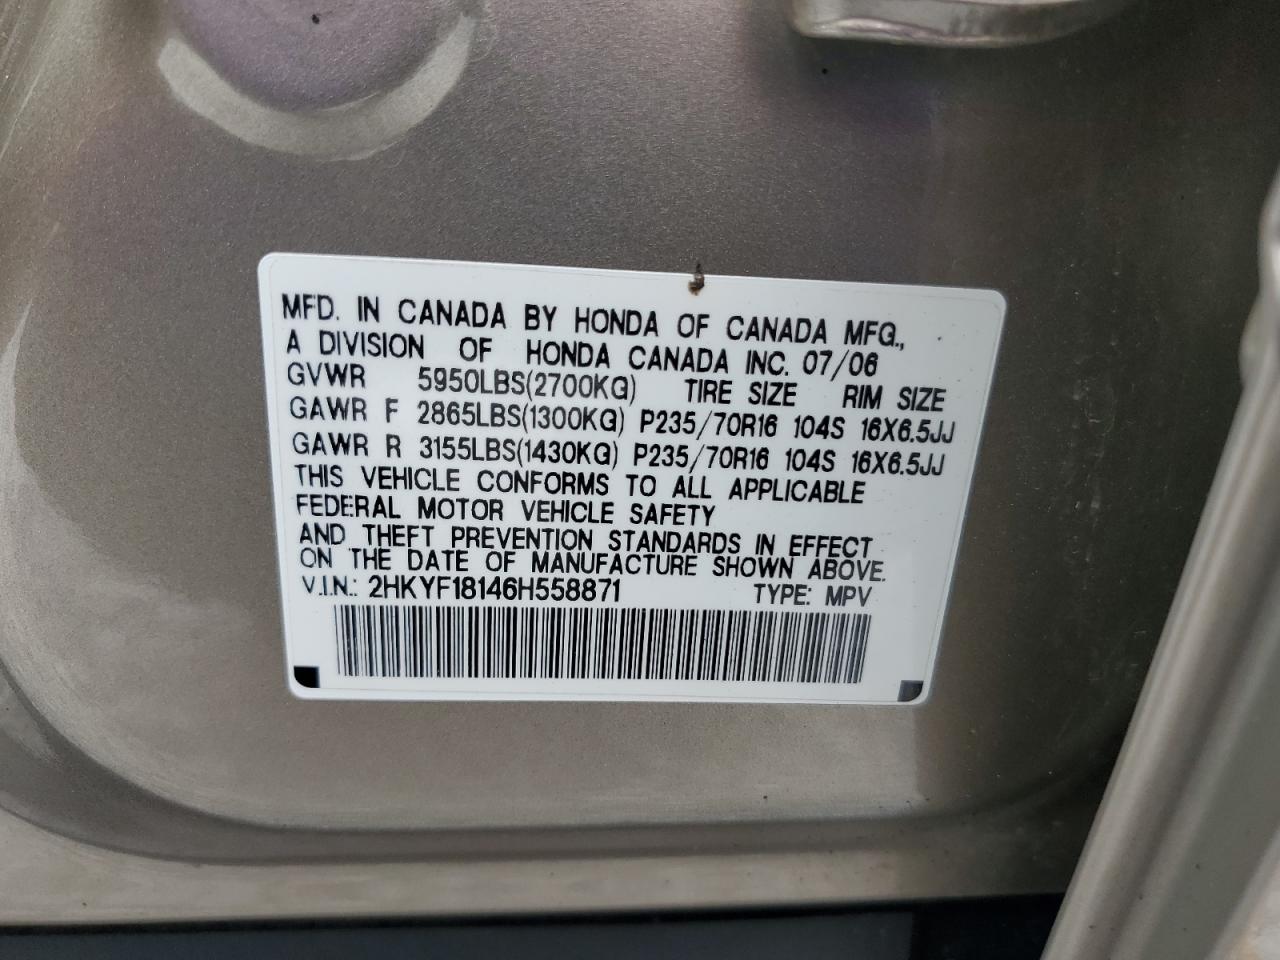 MFD. IN CANADA BY HONDA OF CANADA MFG.,
A DIVISION OF HONDA CANADA INC. 07/06
GVWR 5950LBS(2700KG) TIRE SIZE RIM SIZE
GAWR F 2865LBS(1300KG) P235/70R16 104S 16X6.5JJ
GAWR R 3155LBS(1430KG) P235/70R16 104S 16X6.5JJ
THIS VEHICLE CONFORMS TO ALL APPLICABLE
FEDERAL MOTOR VEHICLE SAFETY
AND THEFT PREVENTION STANDARDS IN EFFECT
ON THE DATE OF MANUFACTURE SHOWN ABOVE.
V.I.N.: 2HKYF18146H558871 TYPE: MPV